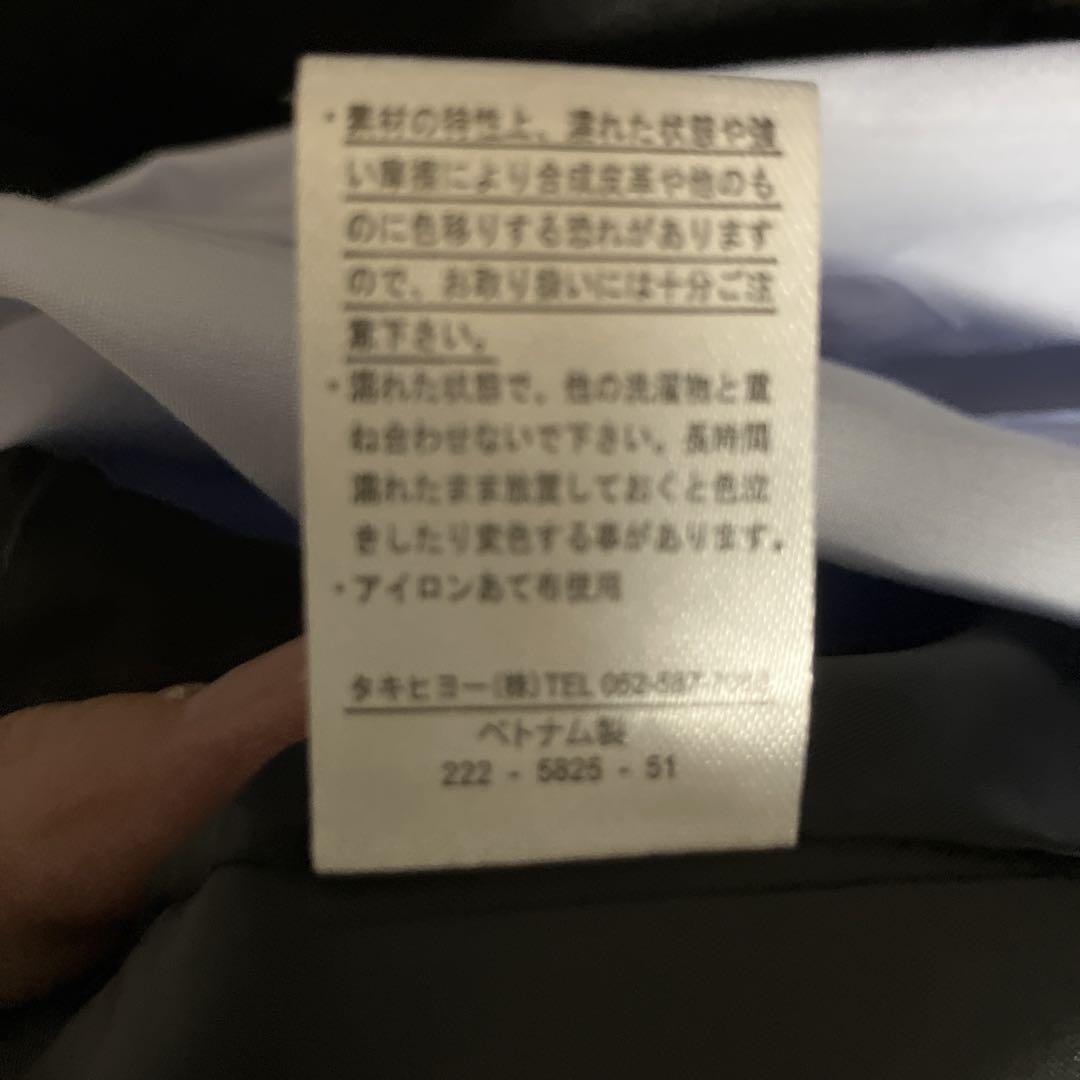 ・素材の特性上、濡れた状態や強
い摩擦により合成皮革や他のも
のに色移りする恐れがあります
ので、お取り扱いには十分ご注
意下さい。
・濡れた状態で、他の洗濯物と重
ね合わせないで下さい。長時間
濡れたまま放置しておくと色泣
きしたり変色する事があります。
・アイロンあて布使用
タキヒヨー(株)TEL 052-587-
ベトナム製
222 - 5825 - 51